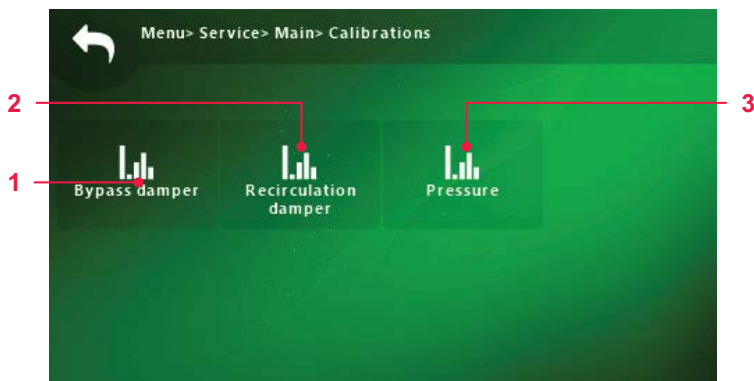 Menu> Service> Main> Calibrations
2
3
1
Bypass damper
Recirculation
damper
Pressure